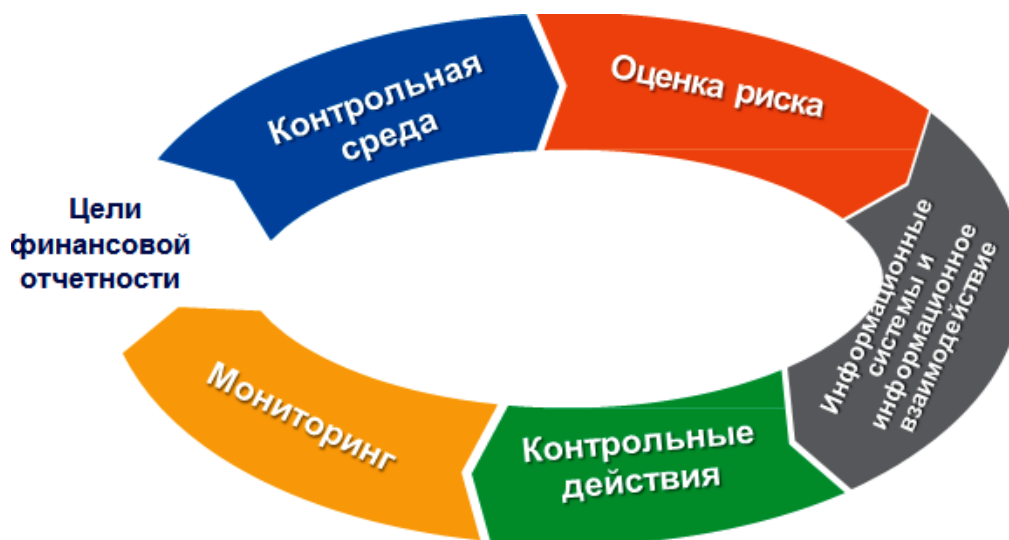 Контрольная
среда
Оценка риска
Информационные
системы и
информационное
взаимодействие
Контрольные
действия
Мониторинг
Цели
финансовой
отчетности